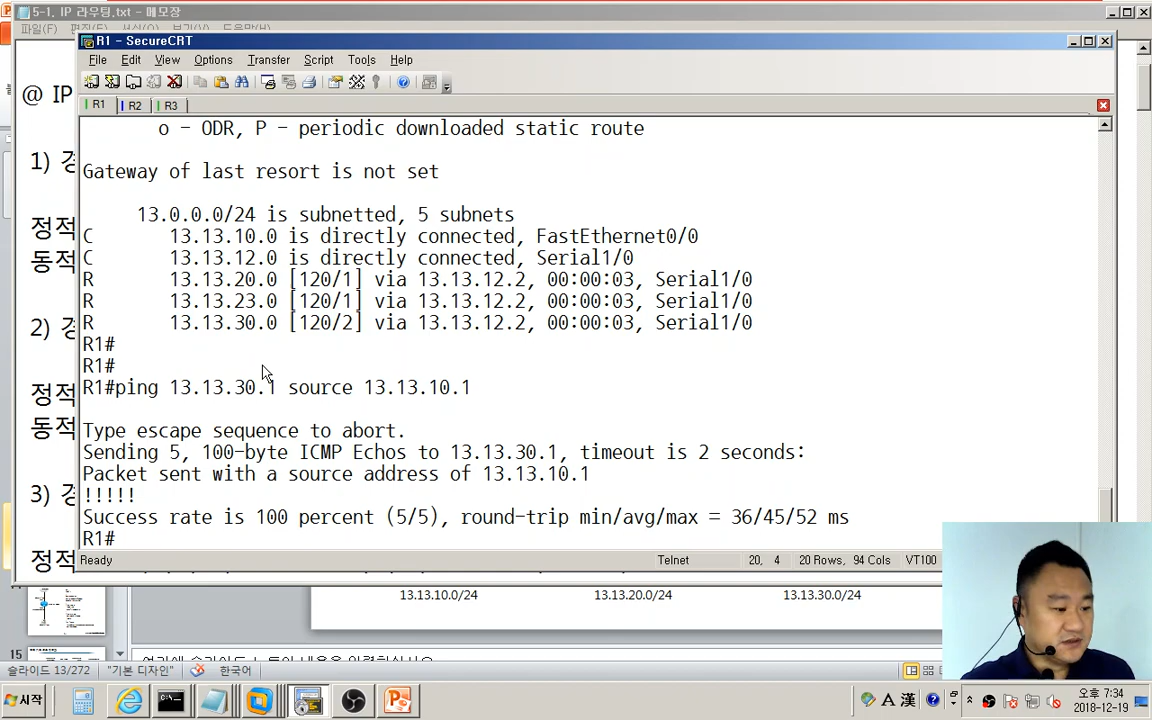 5-1. IP 라우팅.txt - 메모장
R1 - SecureCRT
File Edit View Options Transfer Script Tools Help
R1 R2 R3
@ IP
1)
정적
동적
2)
정적
동적
3)
정적
o - ODR, P - periodic downloaded static route
Gateway of last resort is not set
13.0.0.0/24 is subnetted, 5 subnets
C 13.13.10.0 is directly connected, FastEthernet0/0
C 13.13.12.0 is directly connected, Serial1/0
R 13.13.20.0 [120/1] via 13.13.12.2, 00:00:03, Serial1/0
R 13.13.23.0 [120/1] via 13.13.12.2, 00:00:03, Serial1/0
R 13.13.30.0 [120/2] via 13.13.12.2, 00:00:03, Serial1/0
R1#
R1#
R1#ping 13.13.30.1 source 13.13.10.1
Type escape sequence to abort.
Sending 5, 100-byte ICMP Echos to 13.13.30.1, timeout is 2 seconds:
Packet sent with a source address of 13.13.10.1
!!!!!
Success rate is 100 percent (5/5), round-trip min/avg/max = 36/45/52 ms
R1#
Ready Telnet 20, 4 20 Rows, 94 Cols VT100
13.13.10.0/24 13.13.20.0/24 13.13.30.0/24
15
슬라이드 13/272 "기본 디자인" 한국어
시작
A 漢
오후 7:34
2018-12-19